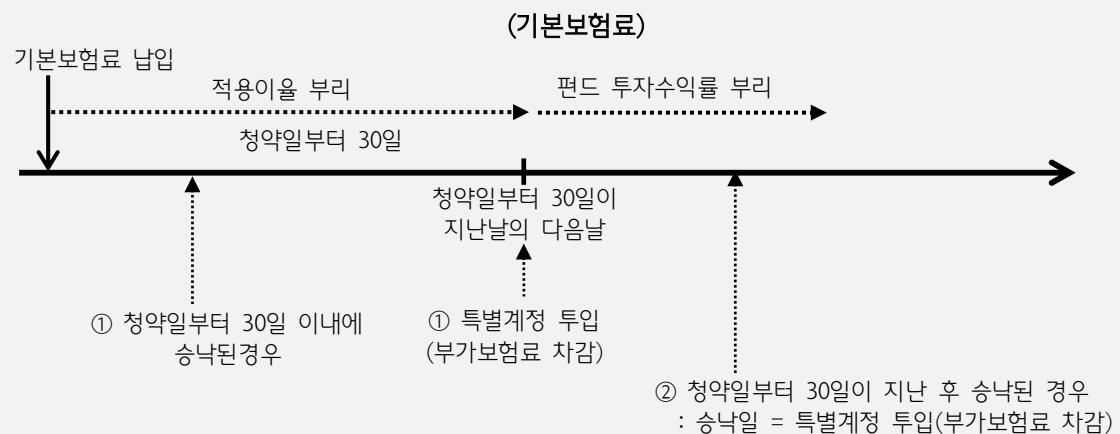 (기본보험료)
기본보험료 납입
적용이율 부리
펀드 투자수익률 부리
청약일부터 30일
청약일부터 30일이
지난날의 다음날
① 청약일부터 30일 이내에
승낙된경우
① 특별계정 투입
(부가보험료 차감)
② 청약일부터 30일이 지난 후 승낙된 경우
: 승낙일 = 특별계정 투입(부가보험료 차감)